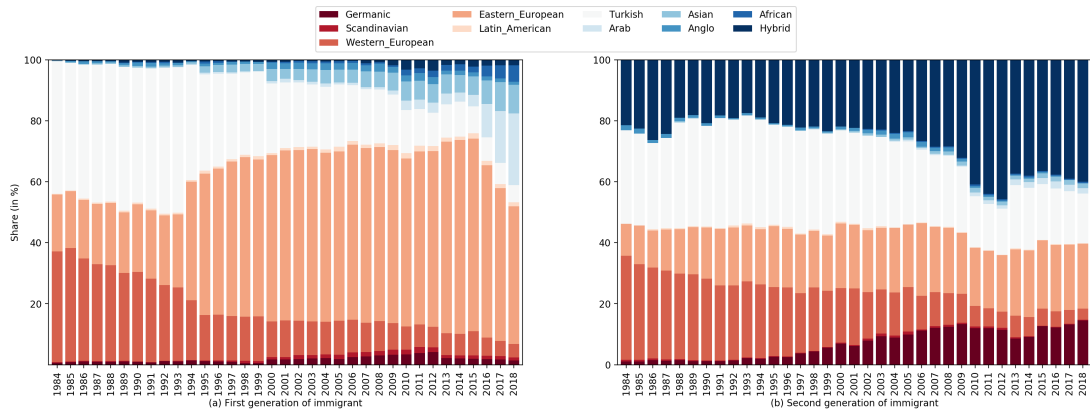 Germanic Eastern_European Turkish Asian African
Scandinavian Latin_American Arab Anglo Hybrid
Western_European
Share (in %)
100
80
60
40
20
1984 1985 1986 1987 1988 1989 1990 1991 1992 1993 1994 1995 1996 1997 1998 1999 2000 2001 2002 2003 2004 2005 2006 2007 2008 2009 2010 2011 2012 2013 2014 2015 2016 2017 2018
(a) First generation of immigrant
100
80
60
40
20
1984 1985 1986 1987 1988 1989 1990 1991 1992 1993 1994 1995 1996 1997 1998 1999 2000 2001 2002 2003 2004 2005 2006 2007 2008 2009 2010 2011 2012 2013 2014 2015 2016 2017 2018
(b) Second generation of immigrant